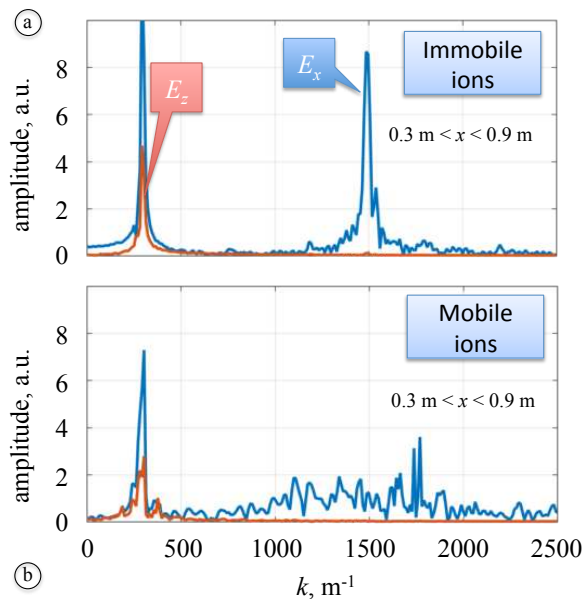 a
8
6
4
2
0
amplitude, a.u.
E_z
E_x
Immobile
ions
0.3 m < x < 0.9 m
8
6
4
2
0
amplitude, a.u.
Mobile
ions
0.3 m < x < 0.9 m
0 500 1000 1500 2000 2500
b
k, m⁻¹